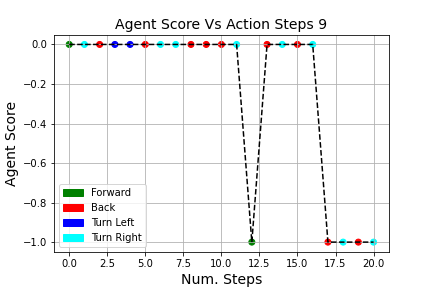 Agent Score Vs Action Steps 9
Agent Score
0.0
−0.2
−0.4
−0.6
−0.8
−1.0
Forward
Back
Turn Left
Turn Right
0.0 2.5 5.0 7.5 10.0 12.5 15.0 17.5 20.0
Num. Steps